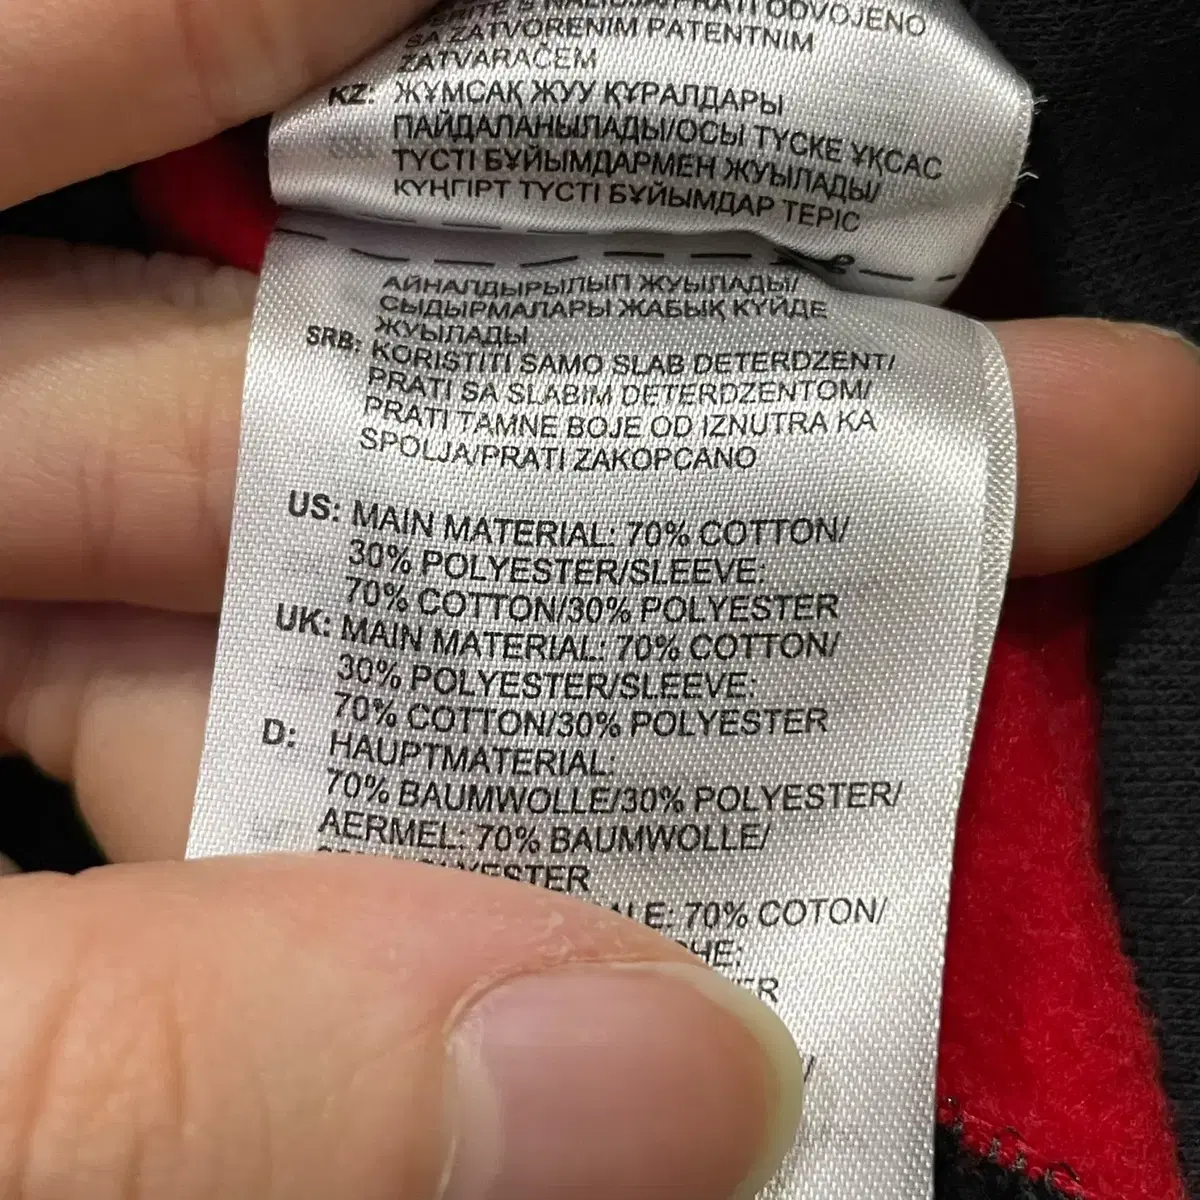 PRATI ODVOJENO
SA ZATVORENIM PATENTNIM
ZATVARAČEM
KZ: ЖҰМСАҚ ЖУУ ҚҰРАЛДАРЫ
ПАЙДАЛАНЫЛАДЫ/ОСЫ ТҮСКЕ ҰҚСАС
ТҮСТІ БҰЙЫМДАРМЕН ЖУЫЛАДЫ/
КҮҢГІРТ ТҮСТІ БҰЙЫМДАР ТЕРІС
АЙНАЛДЫРЫЛЫП ЖУЫЛАДЫ/
СЫДЫРМАЛАРЫ ЖАБЫҚ КҮЙДЕ
ЖУЫЛАДЫ
SRB: KORISTITI SAMO SLAB DETERDZENT/
PRATI SA SLABIM DETERDZENTOM/
PRATI TAMNE BOJE OD IZNUTRA KA
SPOLJA/PRATI ZAKOPCANO
US: MAIN MATERIAL: 70% COTTON/
30% POLYESTER/SLEEVE:
70% COTTON/30% POLYESTER
UK: MAIN MATERIAL: 70% COTTON/
30% POLYESTER/SLEEVE:
70% COTTON/30% POLYESTER
D: HAUPTMATERIAL:
70% BAUMWOLLE/30% POLYESTER/
AERMEL: 70% BAUMWOLLE/
70% COTON/